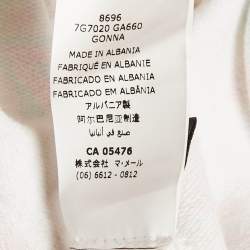 8696
7G7020 GA660
GONNA
MADE IN ALBANIA
FABRIQUÉ EN ALBANIE
FABRICADO EN ALBANIA
FABRICADO EM ALBÂNIA
アルバニア製
阿尔巴尼亚制造
صنع في ألبانيا
CA 05476
株式会社 マ・メール
(06) 6612 - 0812